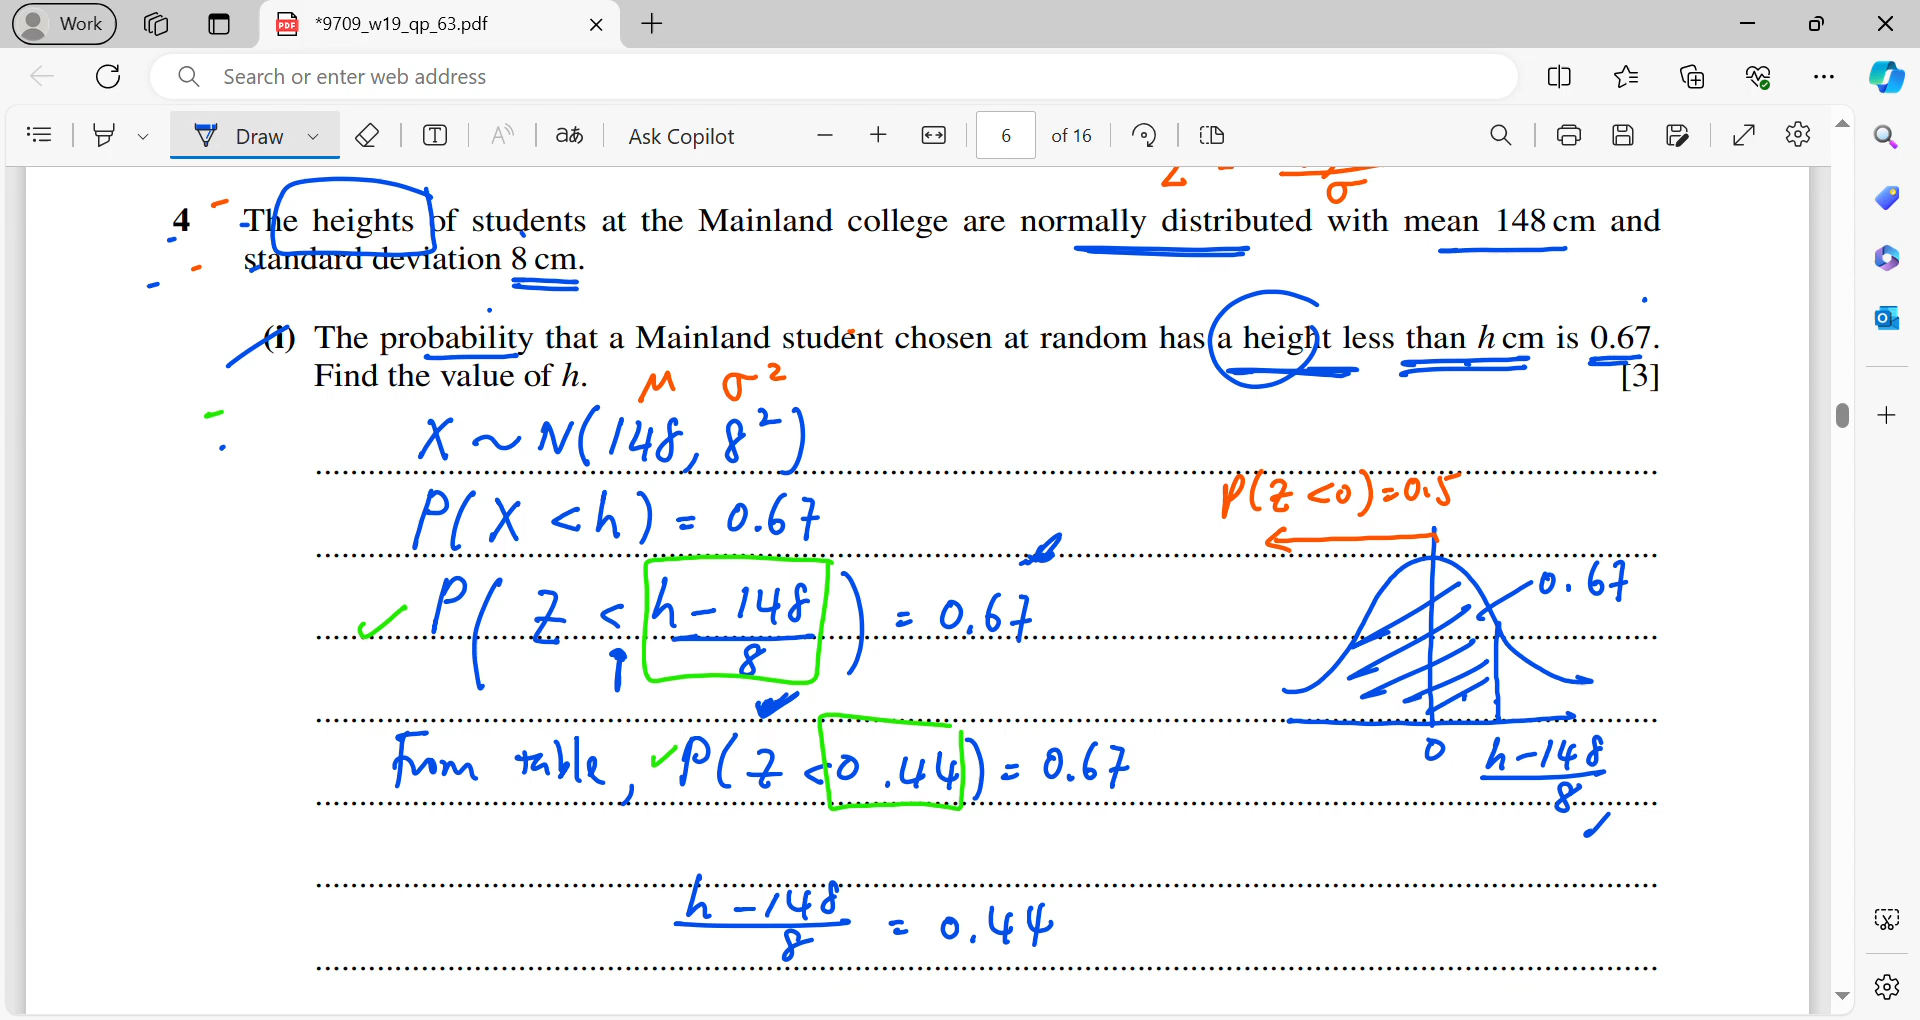 Work
*9709_w19_qp_63.pdf
Search or enter web address
Draw
Ask Copilot
6 of 16
σ
4 The heights of students at the Mainland college are normally distributed with mean 148 cm and
standard deviation 8 cm.
(i) The probability that a Mainland student chosen at random has a height less than h cm is 0.67.
Find the value of h. [3]
μ σ²
X ~ N(148, 8²)
P(Z<0)=0.5
P(X < h) = 0.67
0.67
P(Z < h-148/8) = 0.67
From table, P(Z < 0.44) = 0.67
0 h-148/8
h-148/8 = 0.44